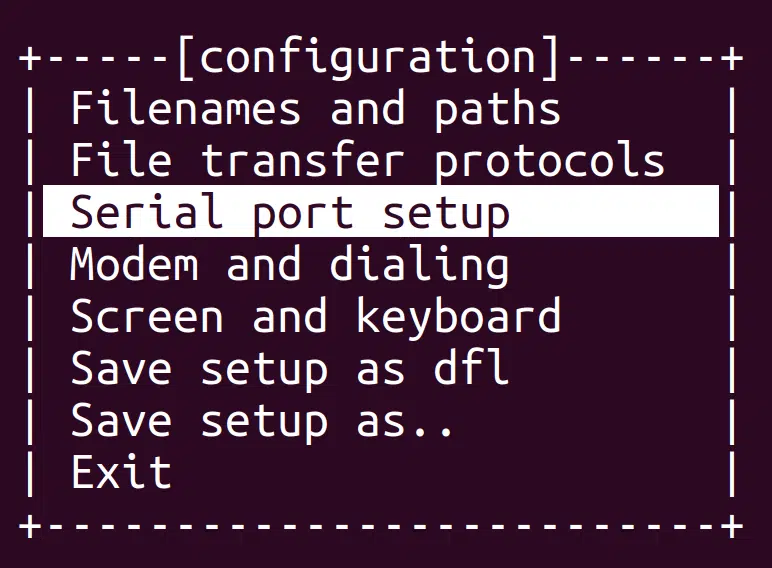 +-----[configuration]------+
| Filenames and paths      |
| File transfer protocols  |
| Serial port setup        |
| Modem and dialing        |
| Screen and keyboard      |
| Save setup as dfl        |
| Save setup as..          |
| Exit                     |
+--------------------------+